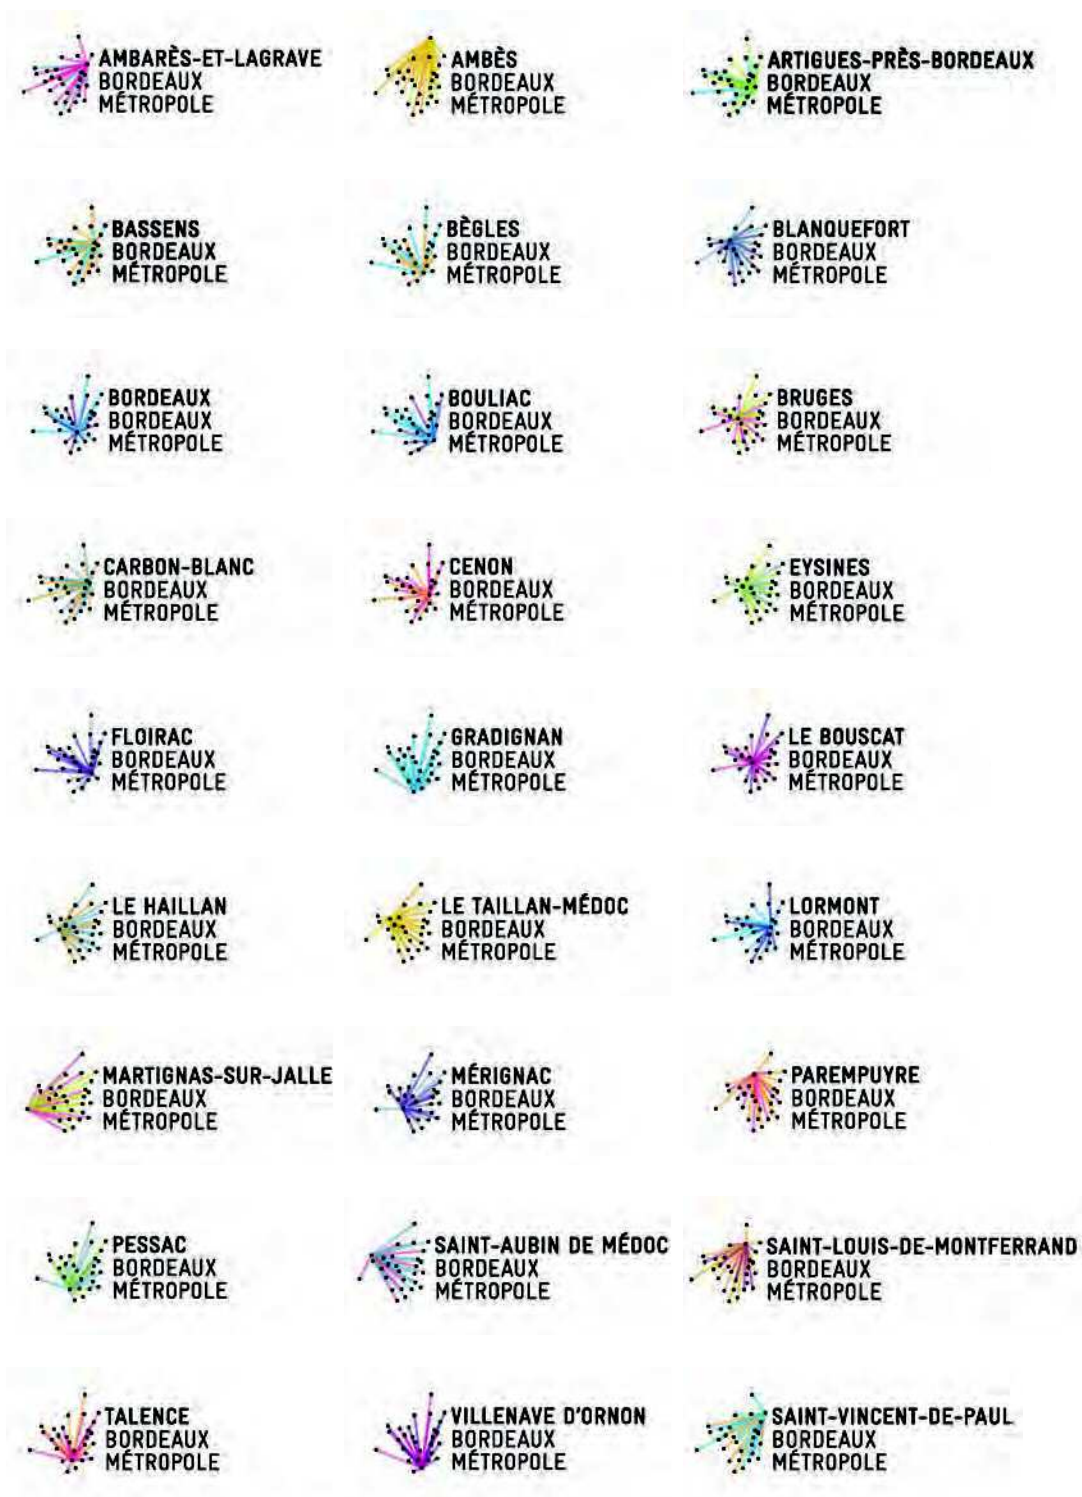 AMBARÈS-ET-LAGRAVE
BORDEAUX
MÉTROPOLE
AMBÈS
BORDEAUX
MÉTROPOLE
ARTIGUES-PRÈS-BORDEAUX
BORDEAUX
MÉTROPOLE
BASSENS
BORDEAUX
MÉTROPOLE
BÈGLES
BORDEAUX
MÉTROPOLE
BLANQUEFORT
BORDEAUX
MÉTROPOLE
BORDEAUX
BORDEAUX
MÉTROPOLE
BOULIAC
BORDEAUX
MÉTROPOLE
BRUGES
BORDEAUX
MÉTROPOLE
CARBON-BLANC
BORDEAUX
MÉTROPOLE
CENON
BORDEAUX
MÉTROPOLE
EYSINES
BORDEAUX
MÉTROPOLE
FLOIRAC
BORDEAUX
MÉTROPOLE
GRADIGNAN
BORDEAUX
MÉTROPOLE
LE BOUSCAT
BORDEAUX
MÉTROPOLE
LE HAILLAN
BORDEAUX
MÉTROPOLE
LE TAILLAN-MÉDOC
BORDEAUX
MÉTROPOLE
LORMONT
BORDEAUX
MÉTROPOLE
MARTIGNAS-SUR-JALLE
BORDEAUX
MÉTROPOLE
MÉRIGNAC
BORDEAUX
MÉTROPOLE
PAREMPUYRE
BORDEAUX
MÉTROPOLE
PESSAC
BORDEAUX
MÉTROPOLE
SAINT-AUBIN DE MÉDOC
BORDEAUX
MÉTROPOLE
SAINT-LOUIS-DE-MONTFERRAND
BORDEAUX
MÉTROPOLE
TALENCE
BORDEAUX
MÉTROPOLE
VILLENAVE D'ORNON
BORDEAUX
MÉTROPOLE
SAINT-VINCENT-DE-PAUL
BORDEAUX
MÉTROPOLE